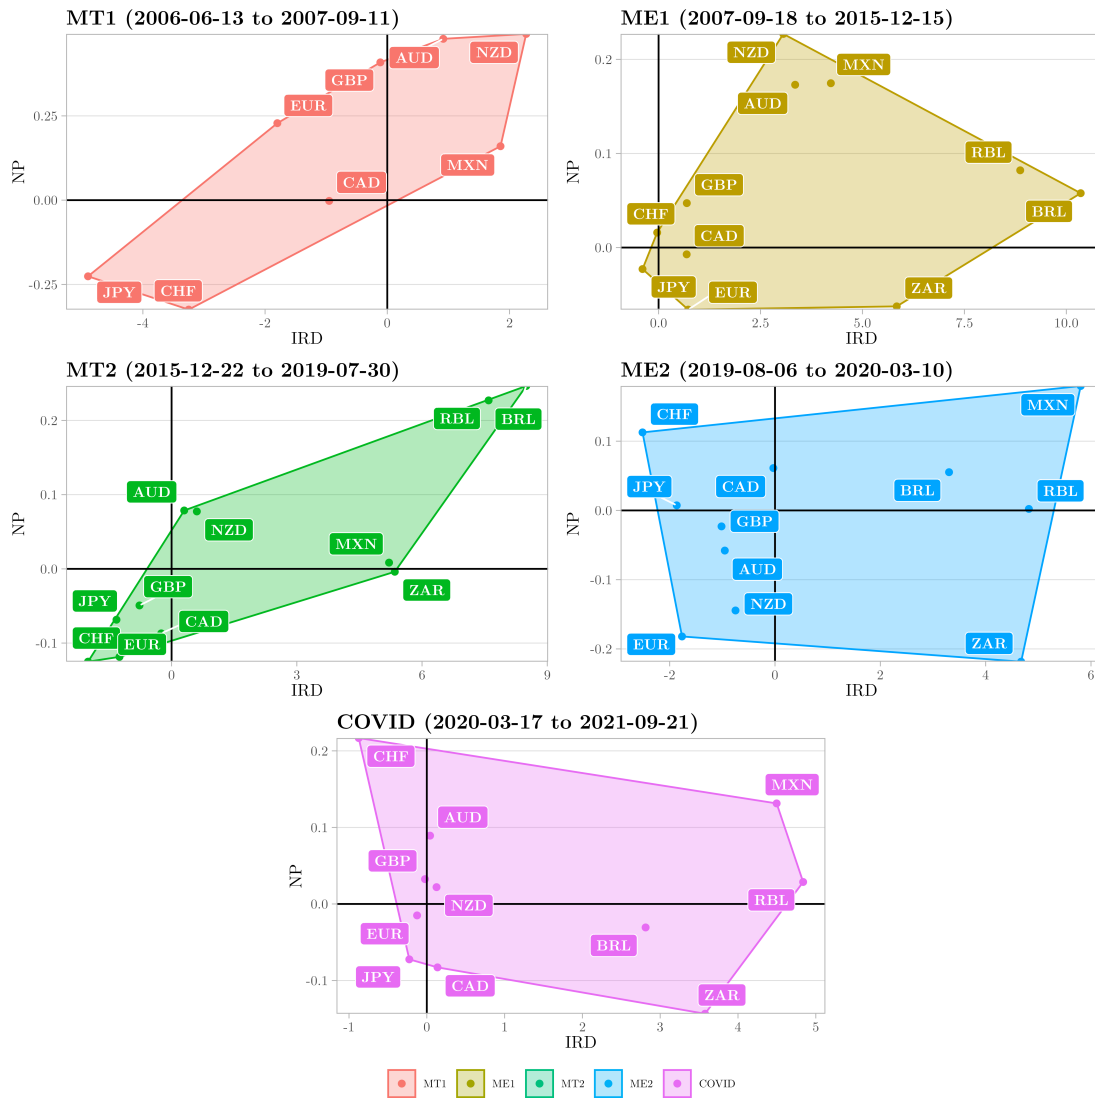 MT1 (2006-06-13 to 2007-09-11)
NP
0.25
0.00
-0.25
NZD
AUD
GBP
EUR
MXN
CAD
JPY
CHF
-4
-2
0
2
IRD
ME1 (2007-09-18 to 2015-12-15)
NP
0.2
0.1
0.0
NZD
MXN
AUD
RBL
GBP
CHF
BRL
CAD
JPY
EUR
ZAR
0.0
2.5
5.0
7.5
10.0
IRD
MT2 (2015-12-22 to 2019-07-30)
NP
0.2
0.1
0.0
-0.1
RBL
BRL
AUD
NZD
MXN
GBP
ZAR
JPY
CAD
CHF
EUR
0
3
6
9
IRD
ME2 (2019-08-06 to 2020-03-10)
NP
0.1
0.0
-0.1
-0.2
CHF
MXN
JPY
CAD
BRL
RBL
GBP
AUD
NZD
EUR
ZAR
-2
0
2
4
6
IRD
COVID (2020-03-17 to 2021-09-21)
NP
0.2
0.1
0.0
-0.1
CHF
MXN
AUD
GBP
RBL
NZD
EUR
BRL
JPY
CAD
ZAR
-1
0
1
2
3
4
5
IRD
MT1
ME1
MT2
ME2
COVID